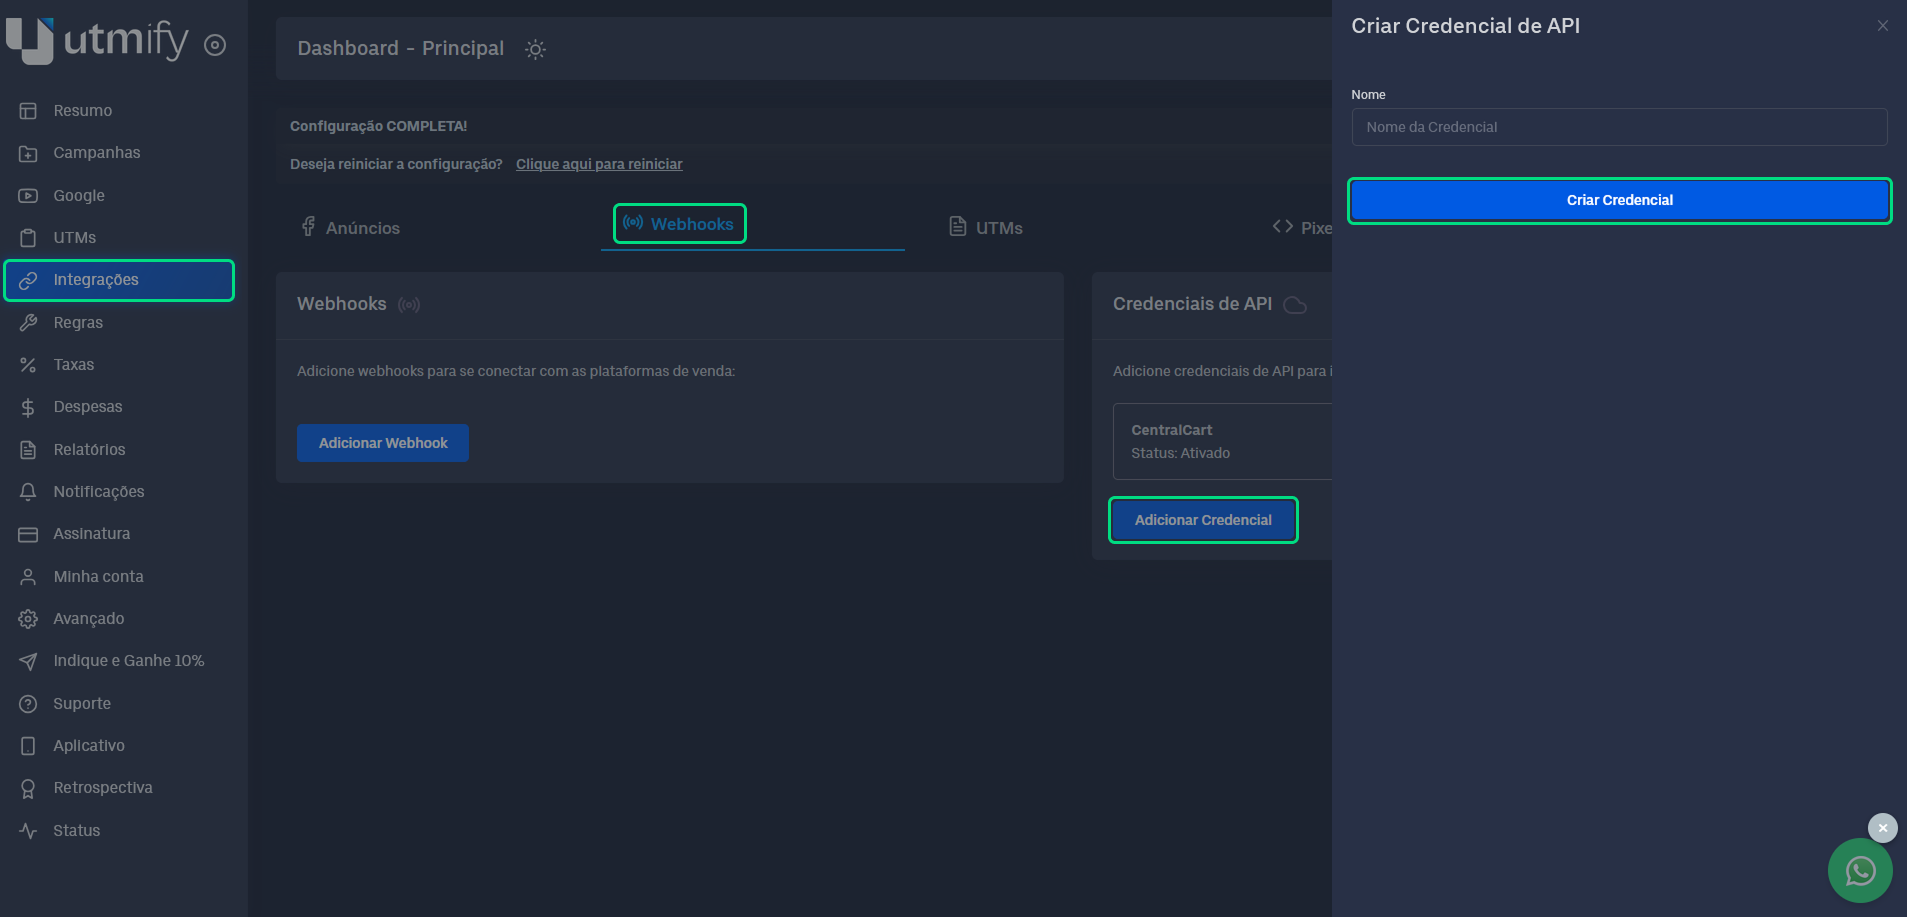 utmify
Resumo
Campanhas
Google
UTMs
Integrações
Regras
Taxas
Despesas
Relatórios
Notificações
Assinatura
Minha conta
Avançado
Indique e Ganhe 10%
Suporte
Aplicativo
Retrospectiva
Status
Dashboard - Principal
Configuração COMPLETA!
Deseja reiniciar a configuração? Clique aqui para reiniciar
Anúncios
Webhooks
UTMs
Pixe
Webhooks
Adicione webhooks para se conectar com as plataformas de venda:
Adicionar Webhook
Credenciais de API
Adicione credenciais de API para i
CentralCart
Status: Ativado
Adicionar Credencial
Criar Credencial de API
Nome
Nome da Credencial
Criar Credencial